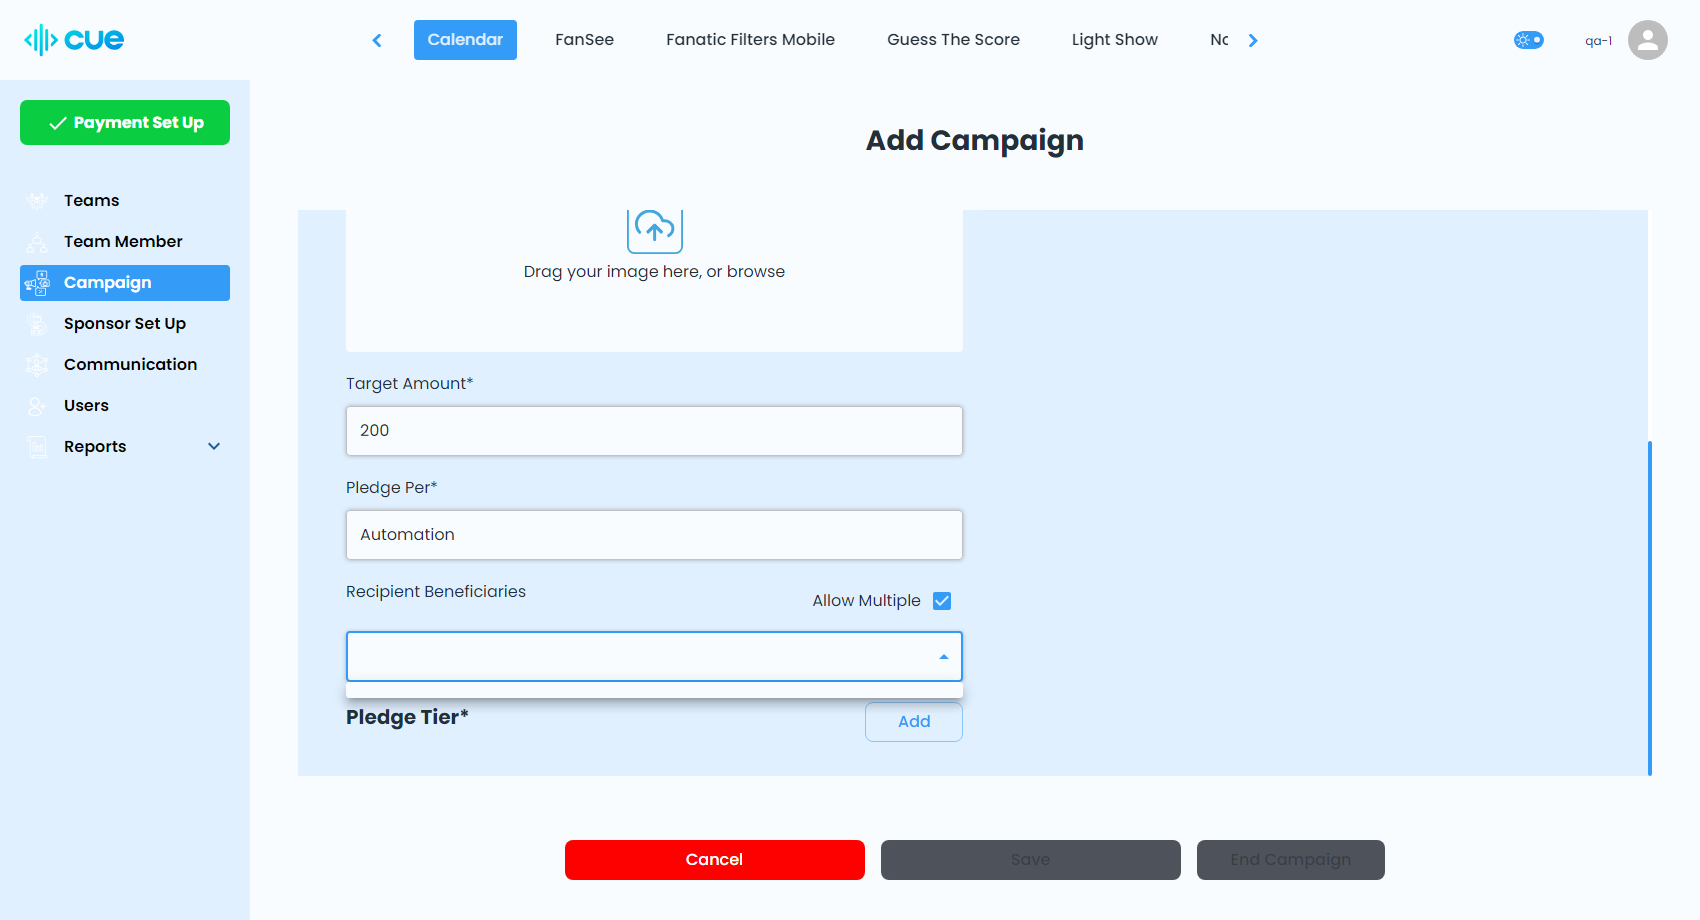 cue
Calendar
FanSee
Fanatic Filters Mobile
Guess The Score
Light Show
qa-1
Payment Set Up
Teams
Team Member
Campaign
Sponsor Set Up
Communication
Users
Reports
Add Campaign
Drag your image here, or browse
Target Amount*
200
Pledge Per*
Automation
Recipient Beneficiaries
Allow Multiple
Pledge Tier*
Add
Cancel
Save
End Campaign